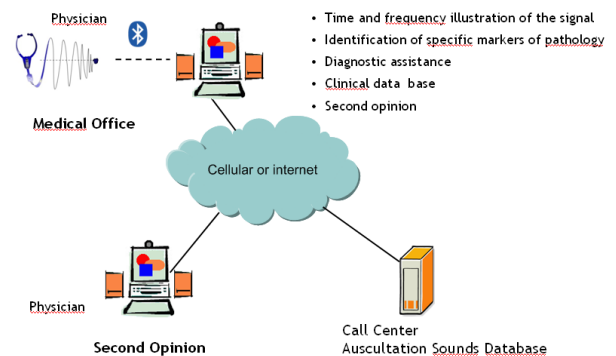 Physician
• Time and frequency illustration of the signal
• Identification of specific markers of pathology
• Diagnostic assistance
• Clinical data base
• Second opinion
Medical Office
Cellular or internet
Physician
Second Opinion
Call Center
Auscultation Sounds Database